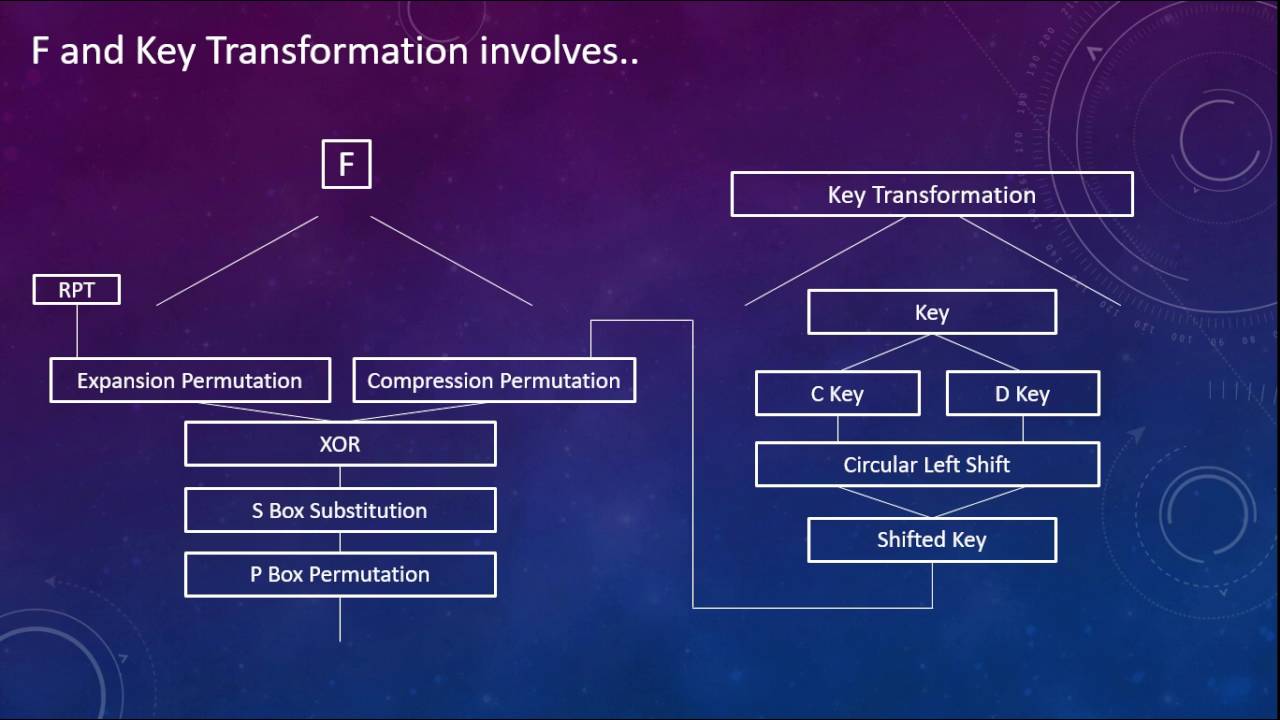 F and Key Transformation involves..
F
Key Transformation
RPT
Key
Expansion Permutation
Compression Permutation
C Key
D Key
XOR
Circular Left Shift
S Box Substitution
Shifted Key
P Box Permutation